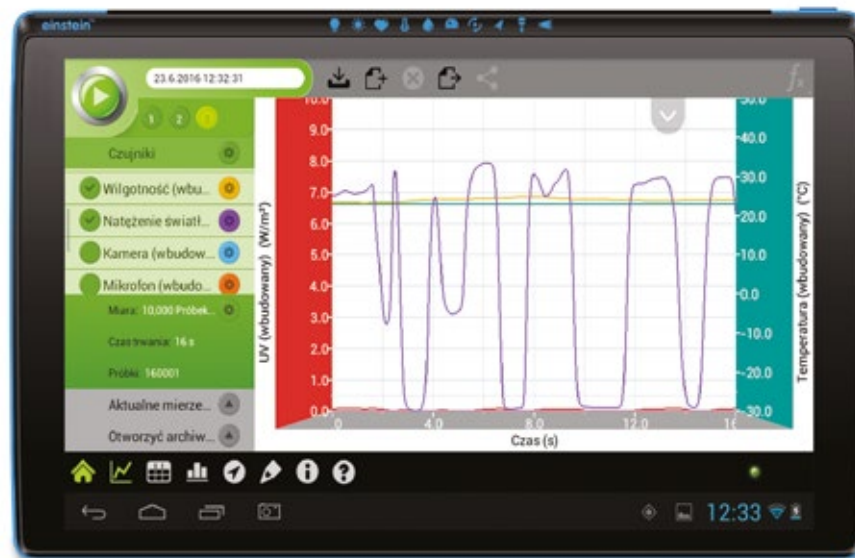 einstein™
23.6.2016 12:32:31
1 2
Czujniki
Wilgotność (wbu...
Natężenie światł...
Kamera (wbudow...
Mikrofon (wbudo...
Miara: 10,000 Próbek...
Czas trwania: 16 s
Próbki: 160001
Aktualne mierze...
Otworzyć archiw...
fx
UV (wbudowany) (W/m²)
10.0
9.0
8.0
7.0
6.0
5.0
4.0
3.0
2.0
1.0
0.0
.0 4.0 8.0 12.0 16
Czas (s)
50.0
40.0
30.0
20.0
10.0
0.0
-10.0
-20.0
-30.0
Temperatura (wbudowany) (°C)
12:33